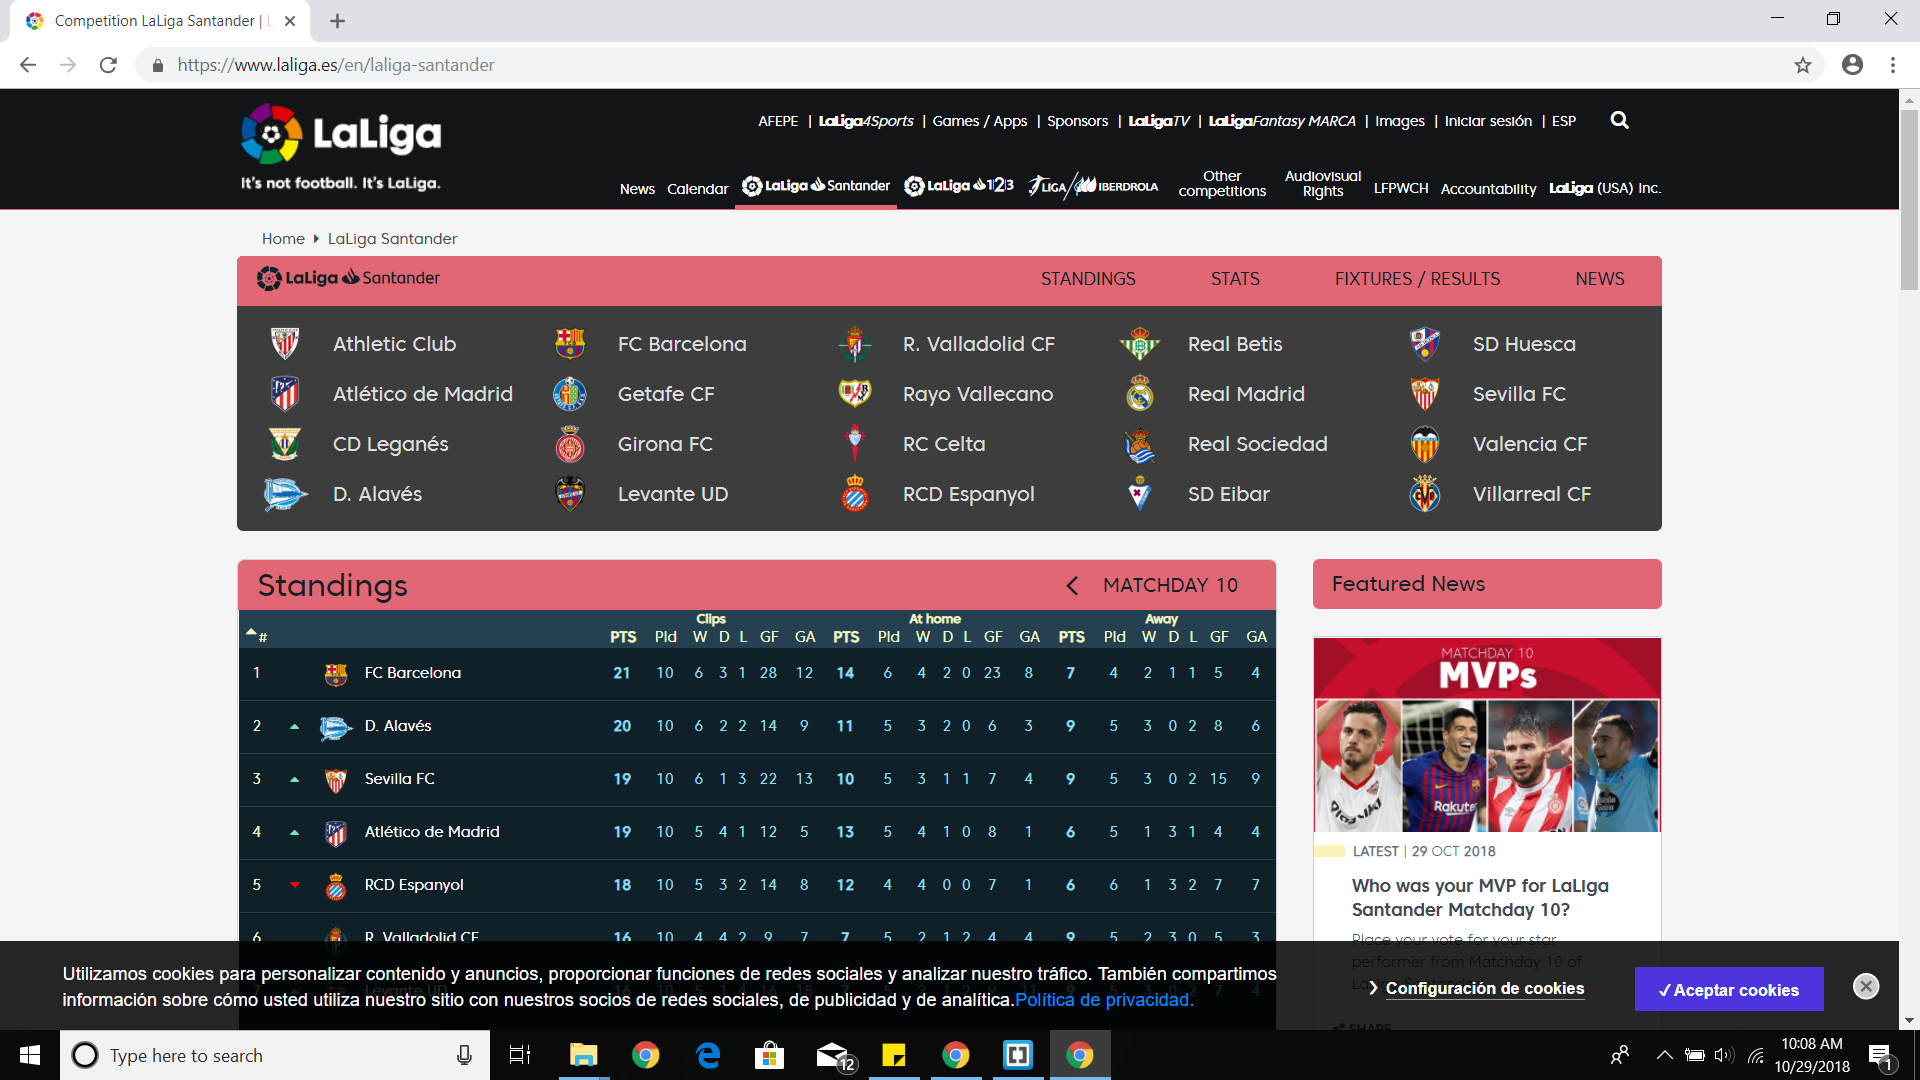 Competition LaLiga Santander | L
https://www.laliga.es/en/laliga-santander
LaLiga
It's not football. It's LaLiga.
AFEPE | LaLiga4Sports | Games / Apps | Sponsors | LaLigaTV | LaLigaFantasy MARCA | Images | Iniciar sesión | ESP
News Calendar LaLiga Santander LaLiga 1|2|3 LIGA IBERDROLA Other competitions Audiovisual Rights LFPWCH Accountability LaLiga (USA) Inc.
Home LaLiga Santander
LaLiga Santander STANDINGS STATS FIXTURES / RESULTS NEWS
Athletic Club FC Barcelona R. Valladolid CF Real Betis SD Huesca
Atlético de Madrid Getafe CF Rayo Vallecano Real Madrid Sevilla FC
CD Leganés Girona FC RC Celta Real Sociedad Valencia CF
D. Alavés Levante UD RCD Espanyol SD Eibar Villarreal CF
Standings MATCHDAY 10
Clips At home Away
# PTS Pld W D L GF GA PTS Pld W D L GF GA PTS Pld W D L GF GA
1 FC Barcelona 21 10 6 3 1 28 12 14 6 4 2 0 23 8 7 4 2 1 1 5 4
2 D. Alavés 20 10 6 2 2 14 9 11 5 3 2 0 6 3 9 5 3 0 2 8 6
3 Sevilla FC 19 10 6 1 3 22 13 10 5 3 1 1 7 4 9 5 3 0 2 15 9
4 Atlético de Madrid 19 10 5 4 1 12 5 13 5 4 1 0 8 1 6 5 1 3 1 4 4
5 RCD Espanyol 18 10 5 3 2 14 8 12 4 4 0 0 7 1 6 6 1 3 2 7 7
6 R. Valladolid CF 16 10 4 4 2 9 7 7 5 2 1 2 4 4 9 5 2 3 0 5 3
Levante UD
Featured News
MATCHDAY 10
MVPs
Rakuten
LATEST | 29 OCT 2018
Who was your MVP for LaLiga
Santander Matchday 10?
Place your vote for your star
performer from Matchday 10 of
SHARE
Utilizamos cookies para personalizar contenido y anuncios, proporcionar funciones de redes sociales y analizar nuestro tráfico. También compartimos
información sobre cómo usted utiliza nuestro sitio con nuestros socios de redes sociales, de publicidad y de analítica.Política de privacidad.
Configuración de cookies
✓Aceptar cookies
Type here to search
12
10:08 AM
10/29/2018
1